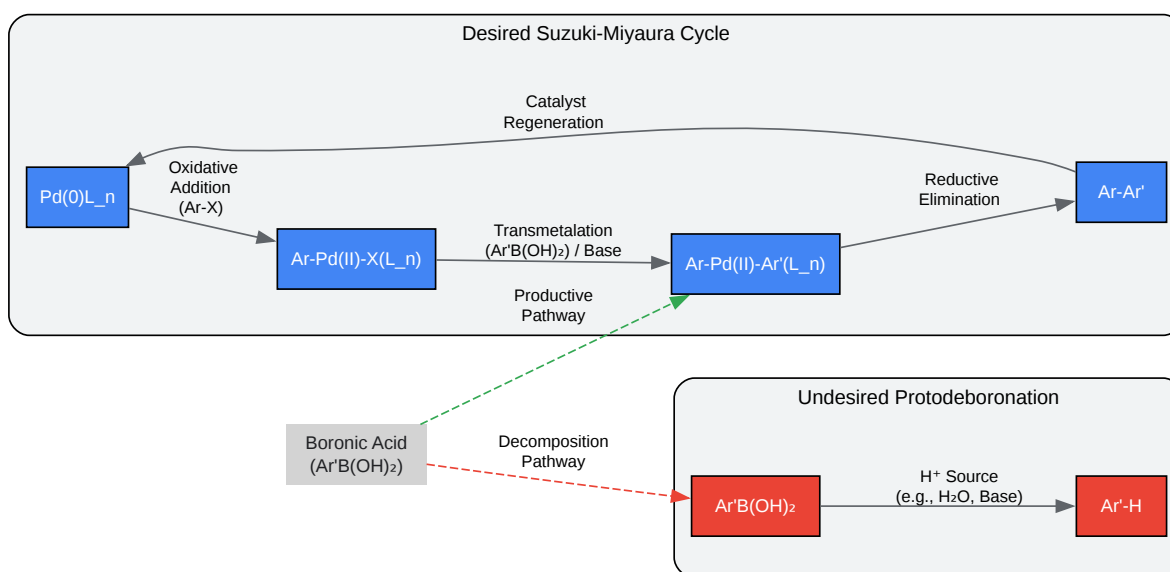 Desired Suzuki-Miyaura Cycle
Catalyst
Regeneration
Pd(0)L_n
Oxidative
Addition
(Ar-X)
Ar-Pd(II)-X(L_n)
Transmetalation
(Ar'B(OH)₂) / Base
Ar-Pd(II)-Ar'(L_n)
Reductive
Elimination
Ar-Ar'
Productive
Pathway
Boronic Acid
(Ar'B(OH)₂)
Decomposition
Pathway
Undesired Protodeboronation
Ar'B(OH)₂
H⁺ Source
(e.g., H₂O, Base)
Ar'-H